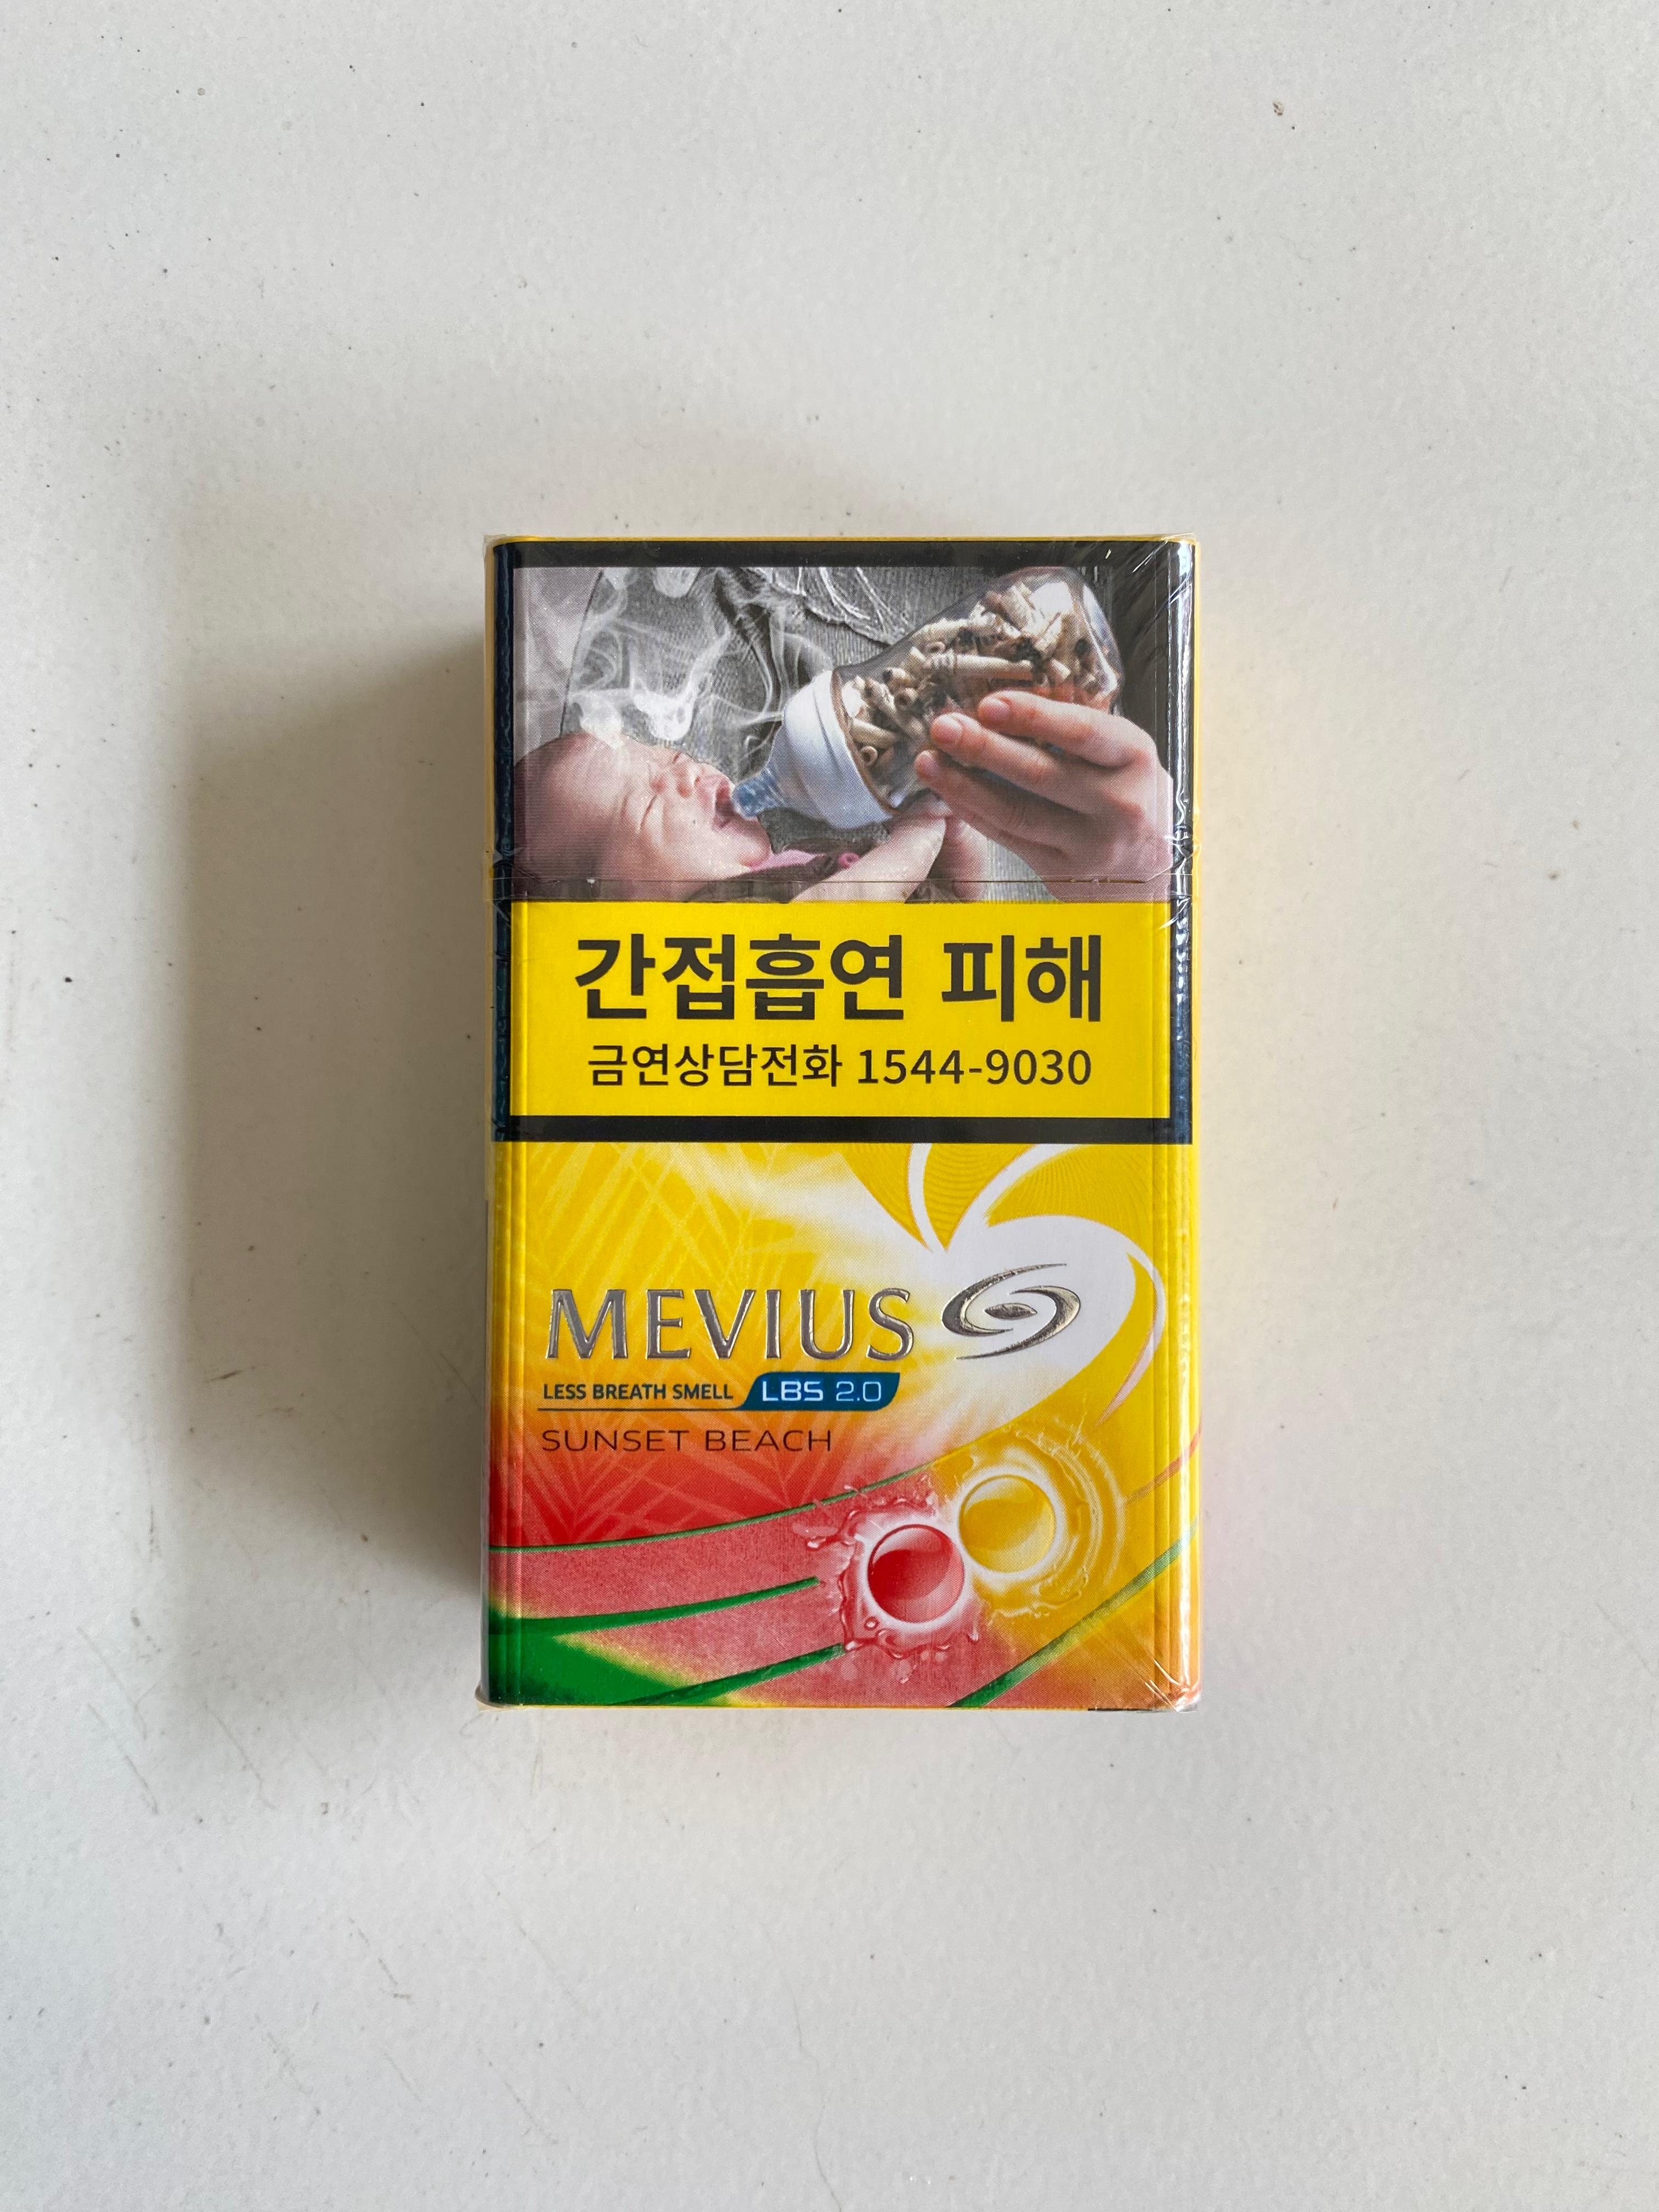 간접흡연 피해
금연상담전화 1544-9030
MEVIUS
LESS BREATH SMELL LBS 2.0
SUNSET BEACH